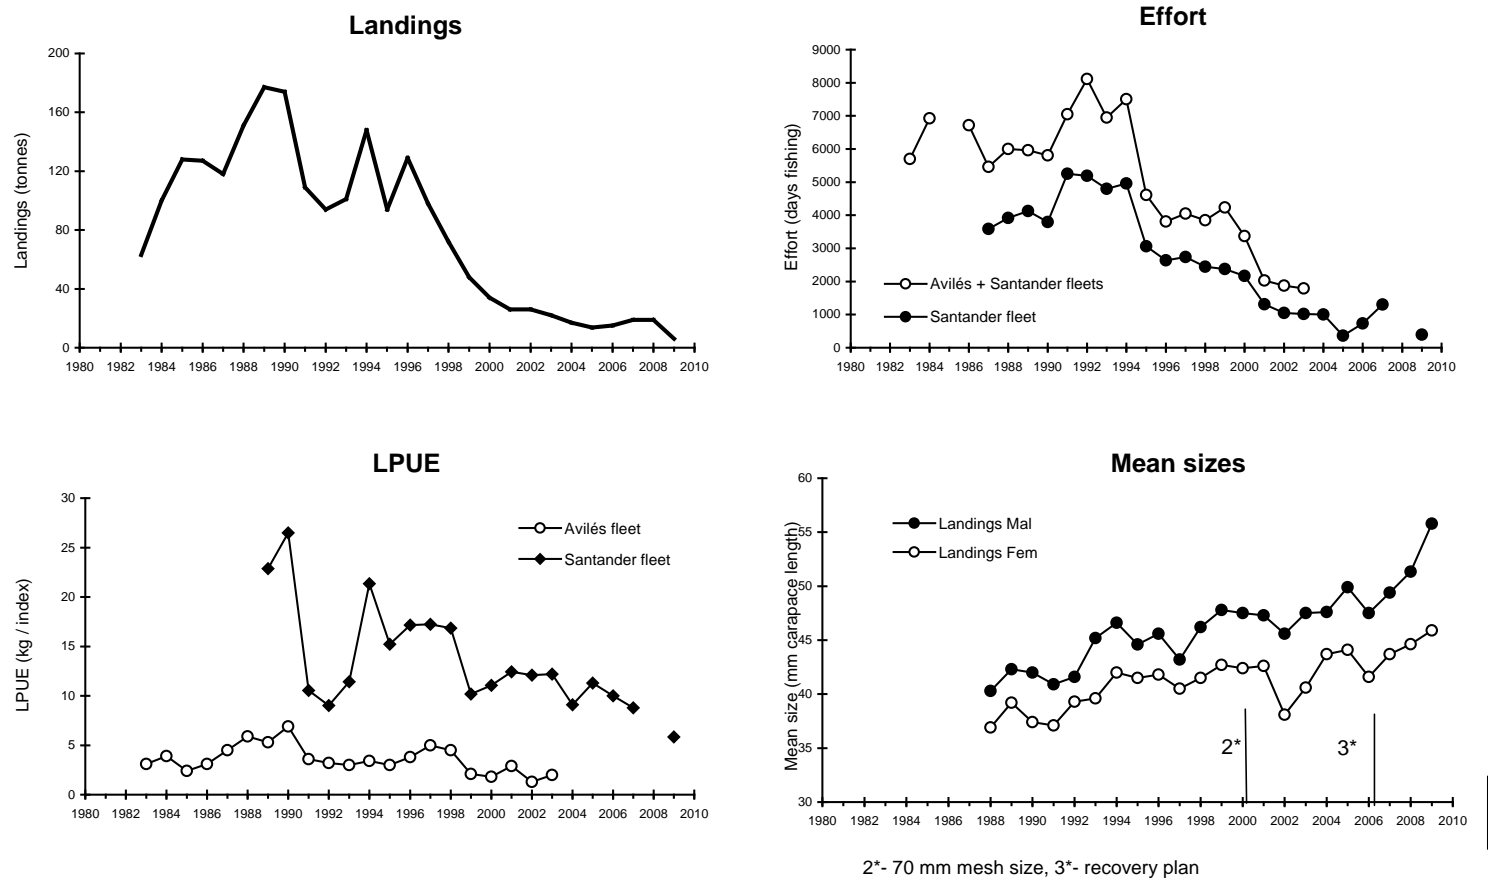 Landings
Landings (tonnes)
200
160
120
80
40
0
1980 1982 1984 1986 1988 1990 1992 1994 1996 1998 2000 2002 2004 2006 2008 2010
Effort
Effort (days fishing)
9000
8000
7000
6000
5000
4000
3000
2000
1000
0
Avilés + Santander fleets
Santander fleet
1980 1982 1984 1986 1988 1990 1992 1994 1996 1998 2000 2002 2004 2006 2008 2010
LPUE
LPUE (kg / index)
30
25
20
15
10
5
0
Avilés fleet
Santander fleet
1980 1982 1984 1986 1988 1990 1992 1994 1996 1998 2000 2002 2004 2006 2008 2010
Mean sizes
Mean size (mm carapace length)
60
55
50
45
40
35
30
Landings Mal
Landings Fem
2*
3*
1980 1982 1984 1986 1988 1990 1992 1994 1996 1998 2000 2002 2004 2006 2008 2010
2*- 70 mm mesh size, 3*- recovery plan